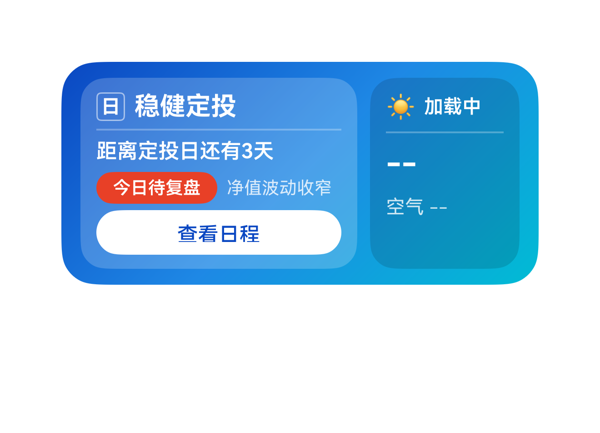 日 稳健定投
距离定投日还有3天
今日待复盘 净值波动收窄
查看日程
加载中
--
空气 --